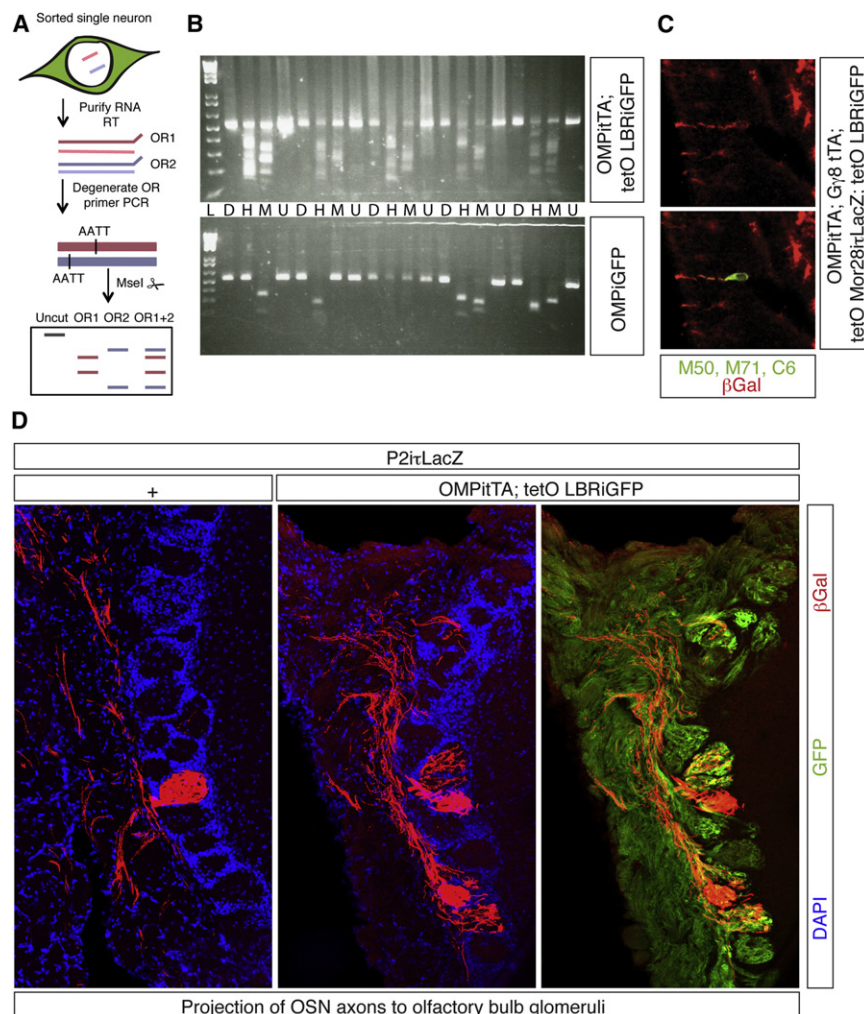 A
Sorted single neuron
Purify RNA
RT
OR1
OR2
Degenerate OR
primer PCR
AATT
AATT
MseI
Uncut OR1 OR2 OR1+2
B
L D H M U D H M U D H M U D H M U D H M U
OMPitTA;
tetO LBRiGFP
OMPiGFP
C
OMPitTA; Gγ8 tTA;
tetO Mor28iτLacZ; tetO LBRiGFP
M50, M71, C6
βGal
D
P2iτLacZ
+
OMPitTA; tetO LBRiGFP
βGal
GFP
DAPI
Projection of OSN axons to olfactory bulb glomeruli